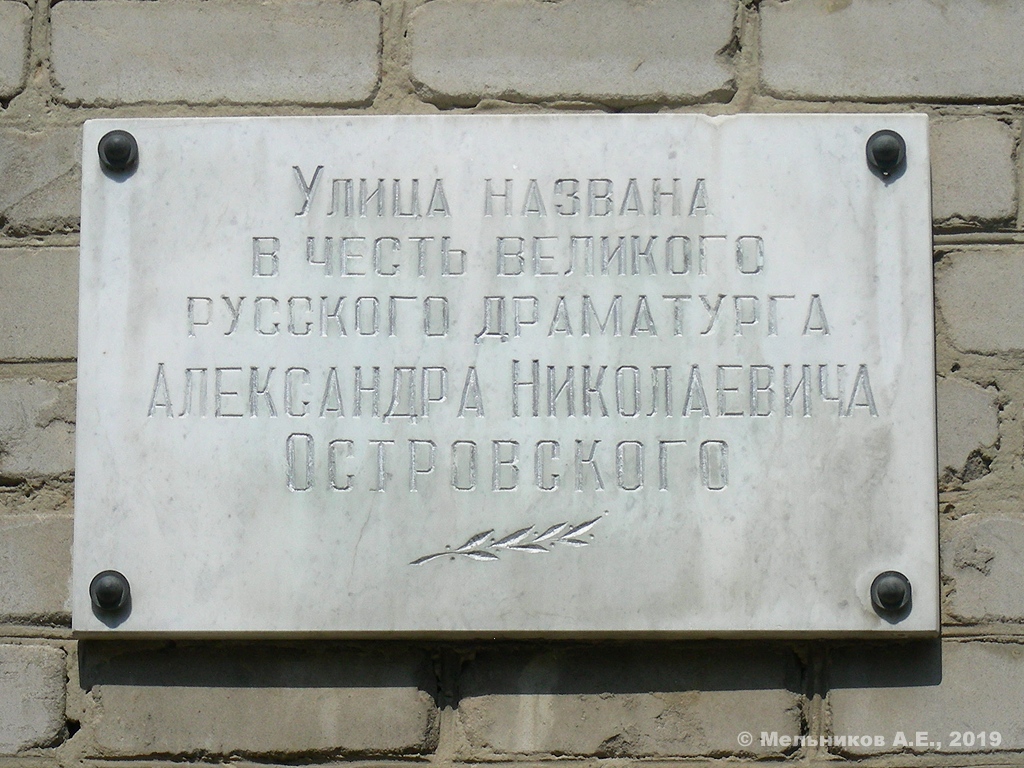 Улица названа
в честь великого
русского драматурга
Александра Николаевича
Островского
© Мельников А.Е., 2019